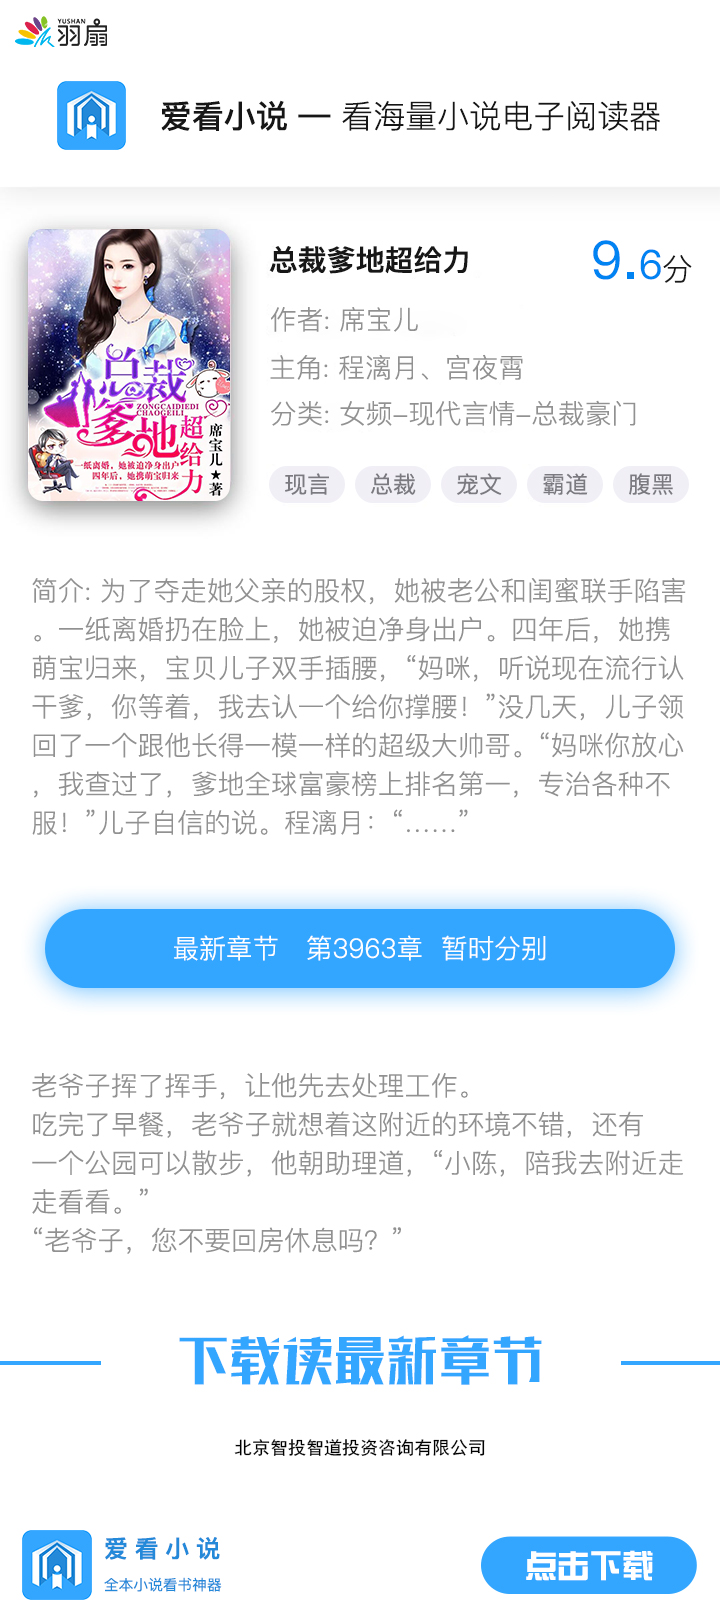 YUSHAN
羽扇
爱看小说 — 看海量小说电子阅读器
总裁爹地超给力
9.6分
作者: 席宝儿
主角: 程漓月、宫夜霄
分类: 女频-现代言情-总裁豪门
现言 总裁 宠文 霸道 腹黑
总裁
ZONGCAIDIEDI
CHAOGEILI
爹地
超给力
席宝儿★著
一纸离婚，她被迫净身出户
四年后，她携萌宝归来
简介: 为了夺走她父亲的股权，她被老公和闺蜜联手陷害
。一纸离婚扔在脸上，她被迫净身出户。四年后，她携
萌宝归来，宝贝儿子双手插腰，“妈咪，听说现在流行认
干爹，你等着，我去认一个给你撑腰！”没几天，儿子领
回了一个跟他长得一模一样的超级大帅哥。“妈咪你放心
，我查过了，爹地全球富豪榜上排名第一，专治各种不
服！”儿子自信的说。程漓月：“……”
最新章节 第3963章 暂时分别
老爷子挥了挥手，让他先去处理工作。
吃完了早餐，老爷子就想着这附近的环境不错，还有
一个公园可以散步，他朝助理道，“小陈，陪我去附近走
走看看。”
“老爷子，您不要回房休息吗？”
下载读最新章节
北京智投智道投资咨询有限公司
爱看小说
全本小说看书神器
点击下载